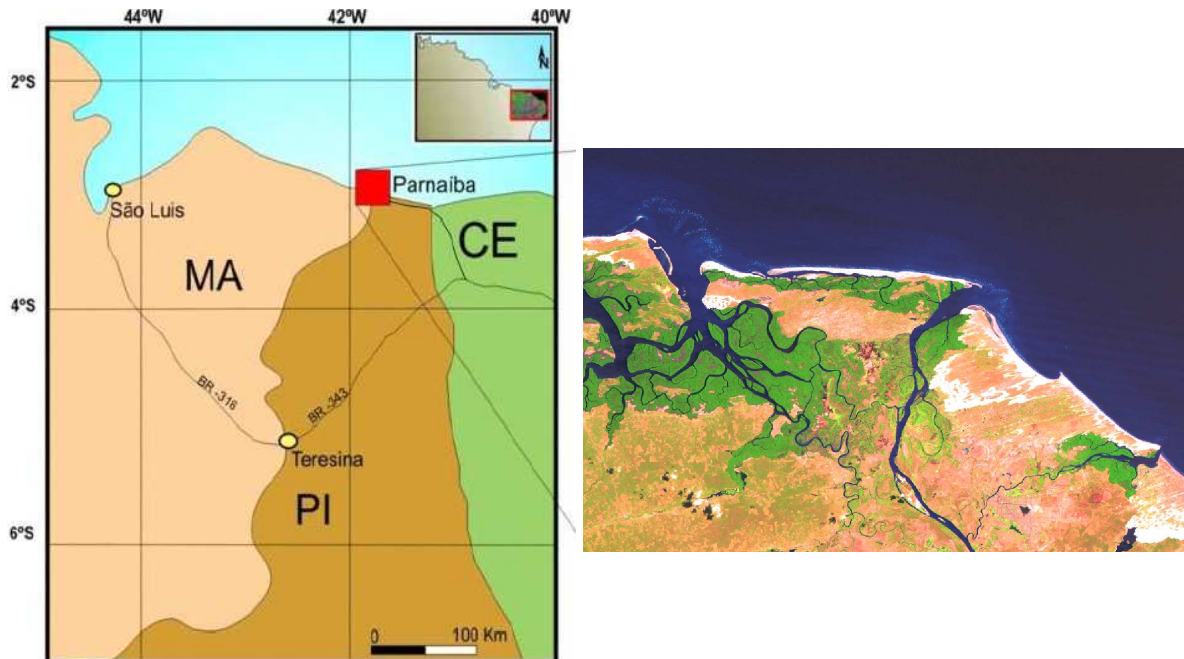 44ºW 42ºW 40ºW
N
2ºS
Parnaíba
São Luis
CE
MA
4ºS
BR -316
BR -343
Teresina
PI
6ºS
0 100 Km